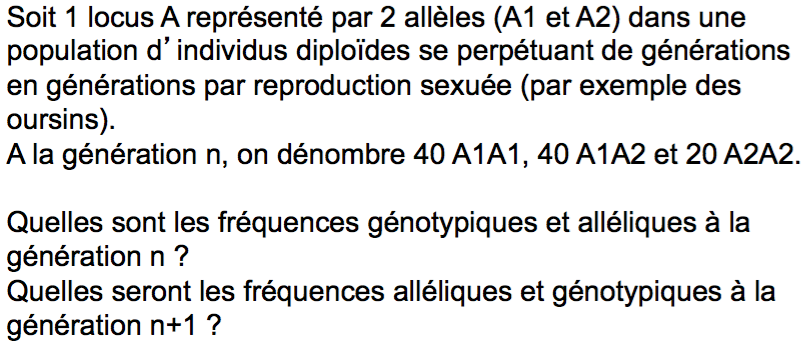 Soit 1 locus A représenté par 2 allèles (A1 et A2) dans une
population d’individus diploïdes se perpétuant de générations
en générations par reproduction sexuée (par exemple des
oursins).
A la génération n, on dénombre 40 A1A1, 40 A1A2 et 20 A2A2.
Quelles sont les fréquences génotypiques et alléliques à la
génération n ?
Quelles seront les fréquences alléliques et génotypiques à la
génération n+1 ?